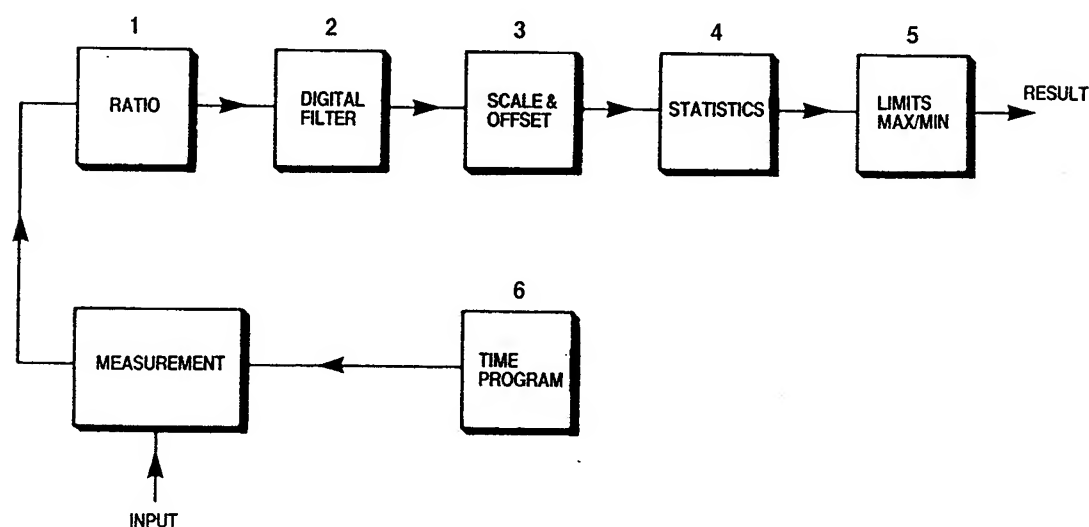 1
2
3
4
5
RATIO
DIGITAL
FILTER
SCALE &
OFFSET
STATISTICS
LIMITS
MAX/MIN
RESULT
6
MEASUREMENT
TIME
PROGRAM
INPUT